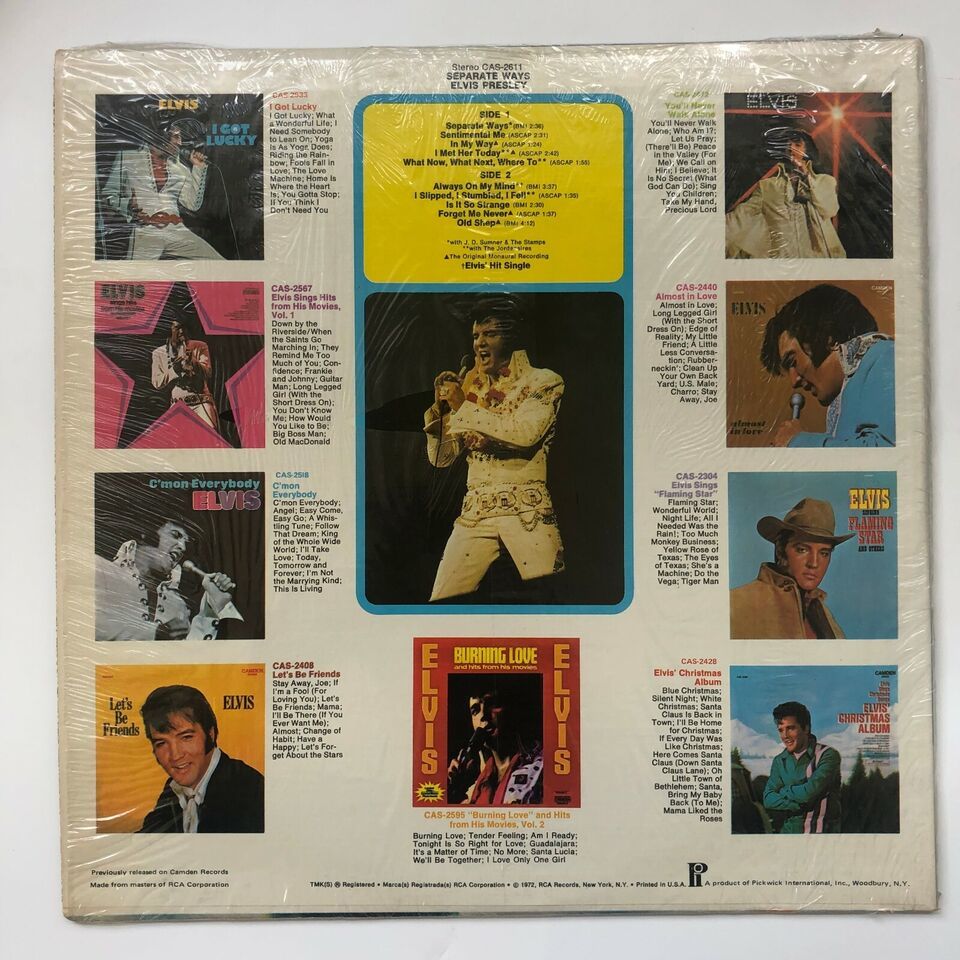 Stereo CAS-2611
SEPARATE WAYS
ELVIS PRESLEY
SIDE 1
Separate Ways* (BMI 2:36)
Sentimental Me (ASCAP 2:31)
In My Way▲ (ASCAP 1:24)
I Met Her Today**▲ (ASCAP 2:42)
What Now, What Next, Where To** (ASCAP 1:55)
SIDE 2
Always On My Mind*† (BMI 3:37)
I Slipped, I Stumbled, I Fell** (ASCAP 1:35)
Is It So Strange (BMI 2:30)
Forget Me Never▲ (ASCAP 1:37)
Old Shep▲ (BMI 4:12)
*with J. D. Sumner & The Stamps
**with The Jordanaires
▲The Original Monaural Recording
†Elvis' Hit Single
ELVIS
I GOT
LUCKY
CAS-2533
I Got Lucky
I Got Lucky; What
a Wonderful Life; I
Need Somebody
to Lean On; Yoga
Is As Yoga Does;
Riding the Rain-
bow; Fools Fall in
Love; The Love
Machine; Home Is
Where the Heart
Is; You Gotta Stop;
If You Think I
Don't Need You
ELVIS
sings hits
from his movies
CAS-2567
Elvis Sings Hits
from His Movies,
Vol. 1
Down by the
Riverside/When
the Saints Go
Marching In; They
Remind Me Too
Much of You; Con-
fidence; Frankie
and Johnny; Guitar
Man; Long Legged
Girl (With the
Short Dress On);
You Don't Know
Me; How Would
You Like to Be;
Big Boss Man;
Old MacDonald
C'mon Everybody
ELVIS
CAS-2518
C'mon
Everybody
C'mon Everybody;
Angel; Easy Come,
Easy Go; A Whis-
tling Tune; Follow
That Dream; King
of the Whole Wide
World; I'll Take
Love; Today,
Tomorrow and
Forever; I'm Not
the Marrying Kind;
This Is Living
CAMDEN
Let's
Be
Friends
ELVIS
CAS-2408
Let's Be Friends
Stay Away, Joe; If
I'm a Fool (For
Loving You); Let's
Be Friends; Mama;
I'll Be There (If You
Ever Want Me);
Almost; Change of
Habit; Have a
Happy; Let's For-
get About the Stars
ELVIS
BURNING LOVE
and hits from his movies
ELVIS
CAS-2595 "Burning Love" and Hits
from His Movies, Vol. 2
Burning Love; Tender Feeling; Am I Ready;
Tonight Is So Right for Love; Guadalajara;
It's a Matter of Time; No More; Santa Lucia;
We'll Be Together; I Love Only One Girl
ELVIS
You'll Never
Walk Alone
You'll Never Walk
Alone; Who Am I?;
Let Us Pray;
(There'll Be) Peace
in the Valley (For
Me); We Call on
Him; I Believe; It
Is No Secret (What
God Can Do); Sing
You Children;
Take My Hand,
Precious Lord
CAMDEN
ELVIS
almost
in love
CAS-2440
Almost in Love
Almost in Love;
Long Legged Girl
(With the Short
Dress On); Edge of
Reality; My Little
Friend; A Little
Less Conversa-
tion; Rubber-
neckin'; Clean Up
Your Own Back
Yard; U.S. Male;
Charro; Stay
Away, Joe
ELVIS
SINGING
FLAMING
STAR
AND OTHERS
CAS-2304
Elvis Sings
"Flaming Star"
Flaming Star;
Wonderful World;
Night Life; All I
Needed Was the
Rain!; Too Much
Monkey Business;
Yellow Rose of
Texas; The Eyes
of Texas; She's a
Machine; Do the
Vega; Tiger Man
CAMDEN
ELVIS'
CHRISTMAS
ALBUM
CAS-2428
Elvis' Christmas
Album
Blue Christmas;
Silent Night; White
Christmas; Santa
Claus Is Back in
Town; I'll Be Home
for Christmas;
If Every Day Was
Like Christmas;
Here Comes Santa
Claus (Down Santa
Claus Lane); Oh
Little Town of
Bethlehem; Santa,
Bring My Baby
Back (To Me);
Mama Liked the
Roses
Previously released on Camden Records
Made from masters of RCA Corporation
TMK(S) ® Registered • Marca(s) Registrada(s) RCA Corporation • © 1972, RCA Records, New York, N.Y. • Printed in U.S.A.
A product of Pickwick International, Inc., Woodbury, N.Y.